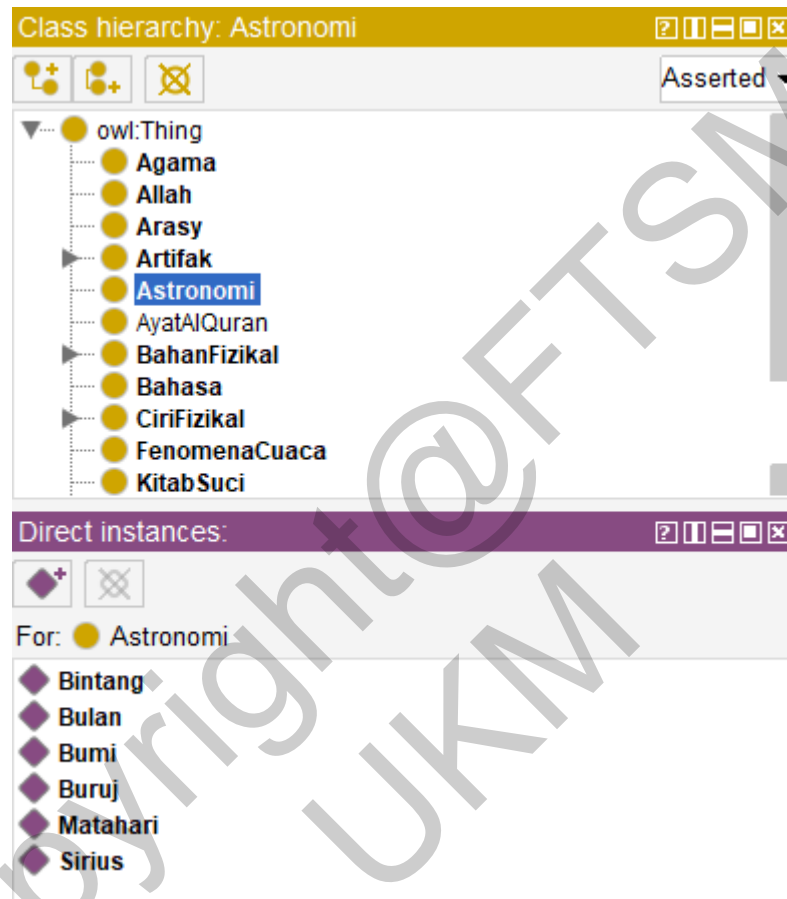 Class hierarchy: Astronomi
Asserted
owl:Thing
Agama
Allah
Arasy
Artifak
Astronomi
AyatAlQuran
BahanFizikal
Bahasa
CiriFizikal
FenomenaCuaca
KitabSuci
Direct instances:
For: Astronomi
Bintang
Bulan
Bumi
Buruj
Matahari
Sirius
pyright@FTSM
UKM